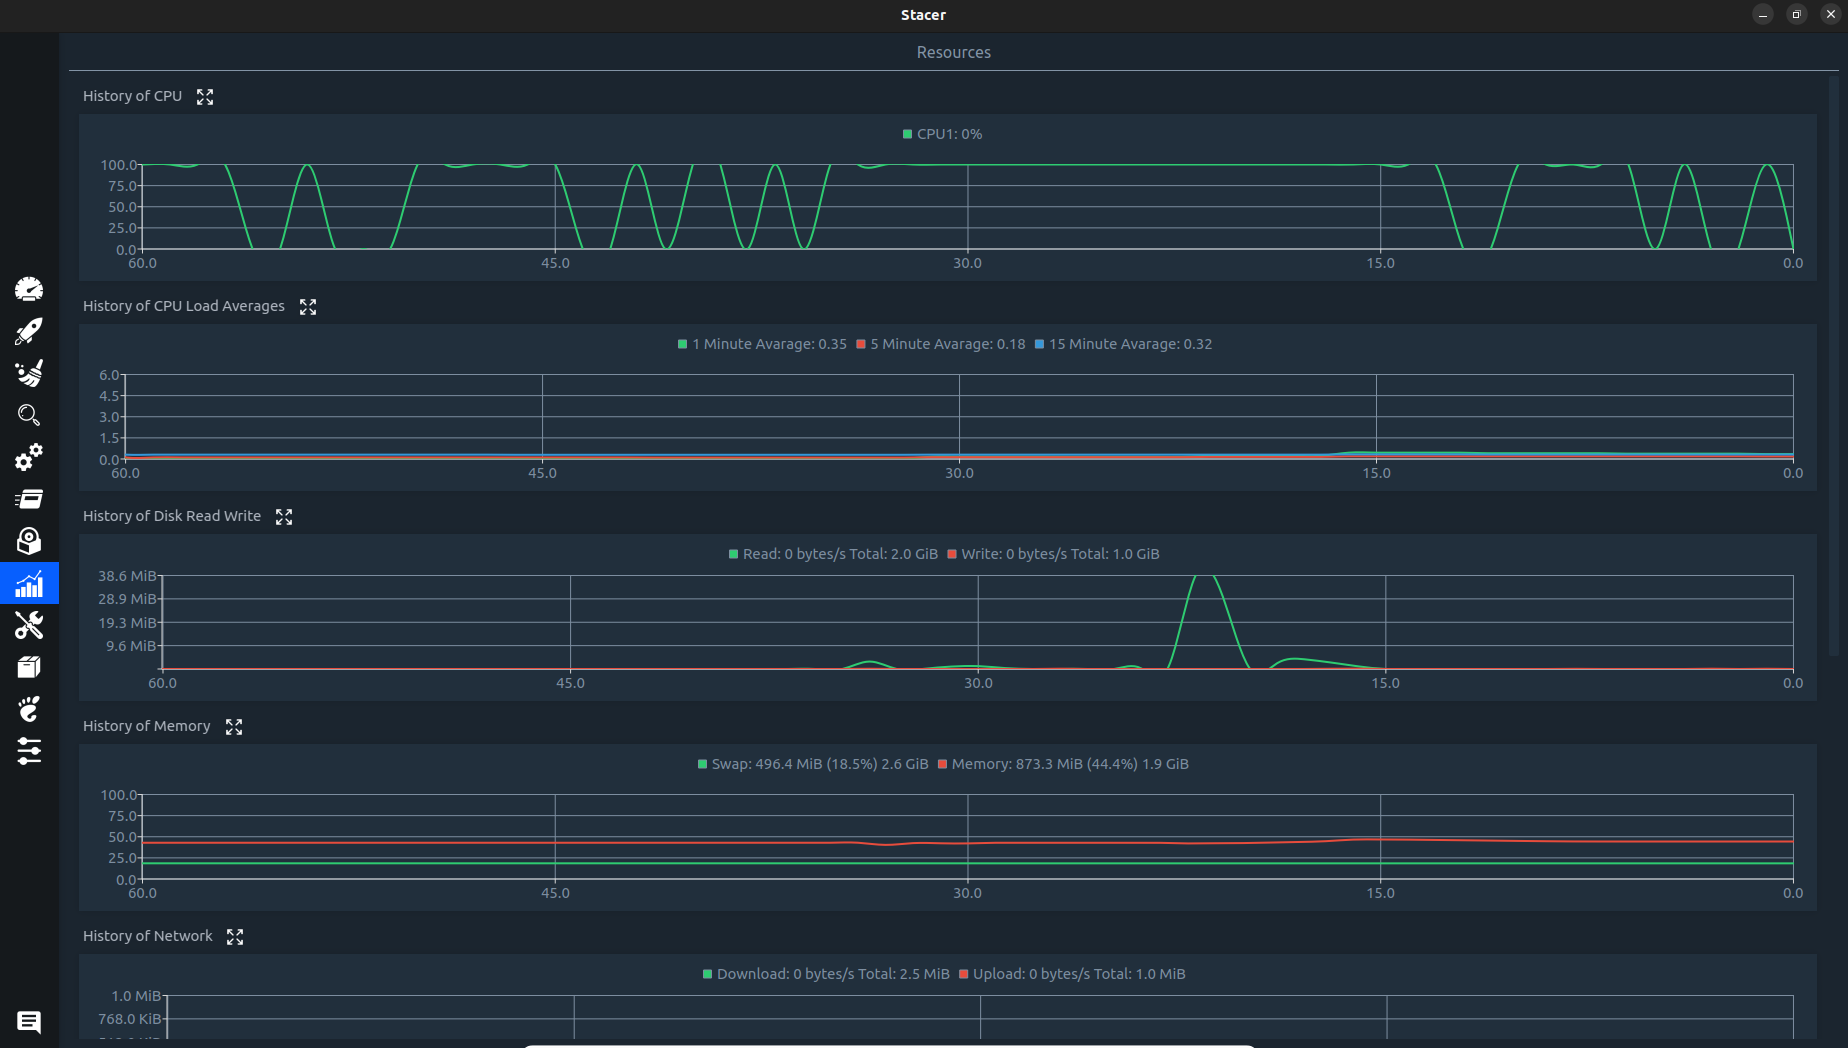 Stacer
Resources
History of CPU
CPU1: 0%
100.0
75.0
50.0
25.0
0.0
60.0 45.0 30.0 15.0 0.0
History of CPU Load Averages
1 Minute Avarage: 0.35 5 Minute Avarage: 0.18 15 Minute Avarage: 0.32
6.0
4.5
3.0
1.5
0.0
60.0 45.0 30.0 15.0 0.0
History of Disk Read Write
Read: 0 bytes/s Total: 2.0 GiB Write: 0 bytes/s Total: 1.0 GiB
38.6 MiB
28.9 MiB
19.3 MiB
9.6 MiB
60.0 45.0 30.0 15.0 0.0
History of Memory
Swap: 496.4 MiB (18.5%) 2.6 GiB Memory: 873.3 MiB (44.4%) 1.9 GiB
100.0
75.0
50.0
25.0
0.0
60.0 45.0 30.0 15.0 0.0
History of Network
Download: 0 bytes/s Total: 2.5 MiB Upload: 0 bytes/s Total: 1.0 MiB
1.0 MiB
768.0 KiB